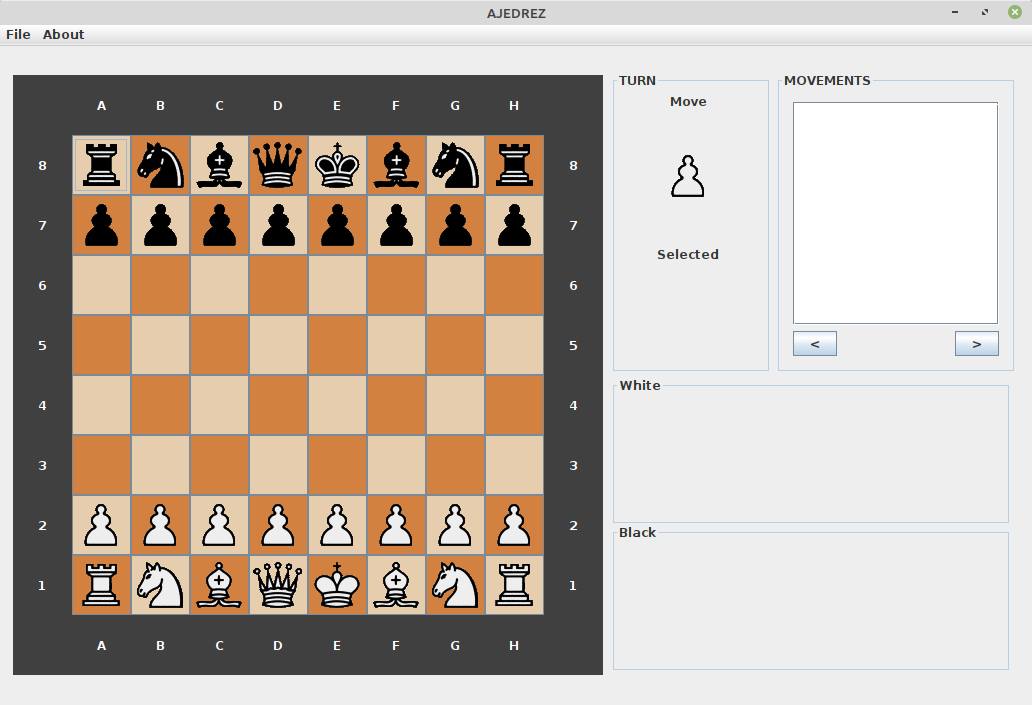 AJEDREZ
File About
A B C D E F G H
8 8
7 7
6 6
5 5
4 4
3 3
2 2
1 1
A B C D E F G H
TURN
Move
Selected
MOVEMENTS
< >
White
Black